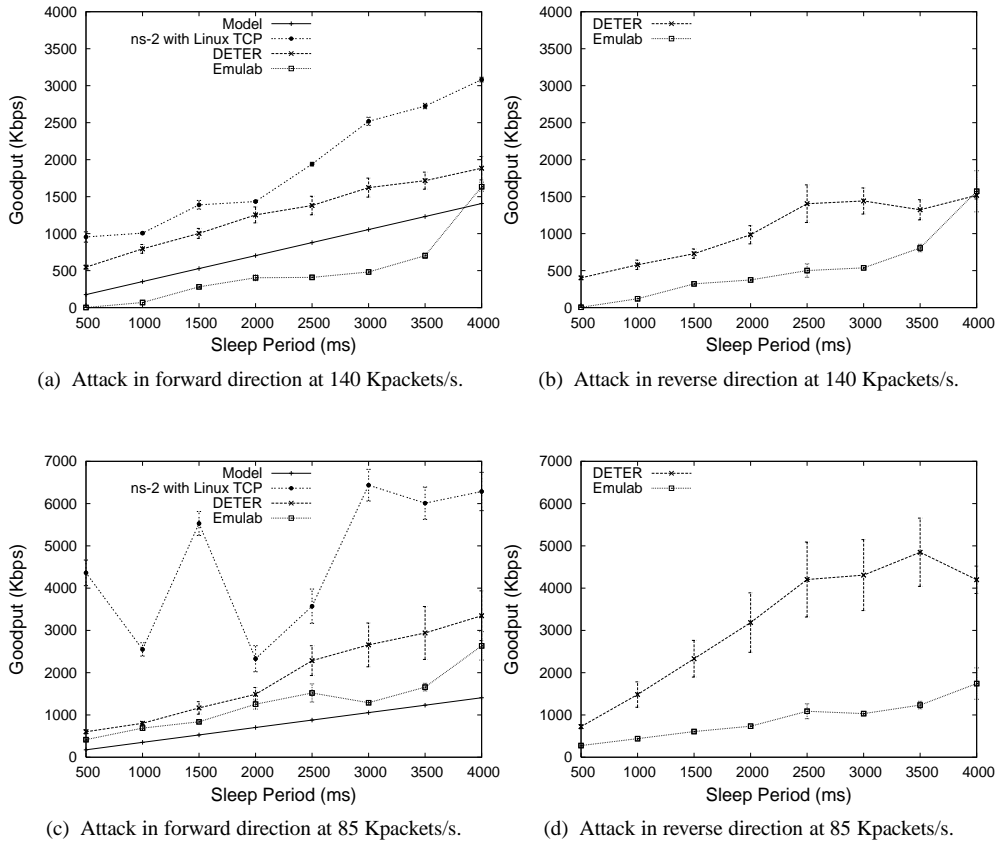 Model
ns-2 with Linux TCP
DETER
Emulab
4000
3500
3000
2500
2000
1500
1000
500
0
Goodput (Kbps)
500 1000 1500 2000 2500 3000 3500 4000
Sleep Period (ms)
(a) Attack in forward direction at 140 Kpackets/s.
DETER
Emulab
4000
3500
3000
2500
2000
1500
1000
500
0
Goodput (Kbps)
500 1000 1500 2000 2500 3000 3500 4000
Sleep Period (ms)
(b) Attack in reverse direction at 140 Kpackets/s.
Model
ns-2 with Linux TCP
DETER
Emulab
7000
6000
5000
4000
3000
2000
1000
0
Goodput (Kbps)
500 1000 1500 2000 2500 3000 3500 4000
Sleep Period (ms)
(c) Attack in forward direction at 85 Kpackets/s.
DETER
Emulab
7000
6000
5000
4000
3000
2000
1000
0
Goodput (Kbps)
500 1000 1500 2000 2500 3000 3500 4000
Sleep Period (ms)
(d) Attack in reverse direction at 85 Kpackets/s.